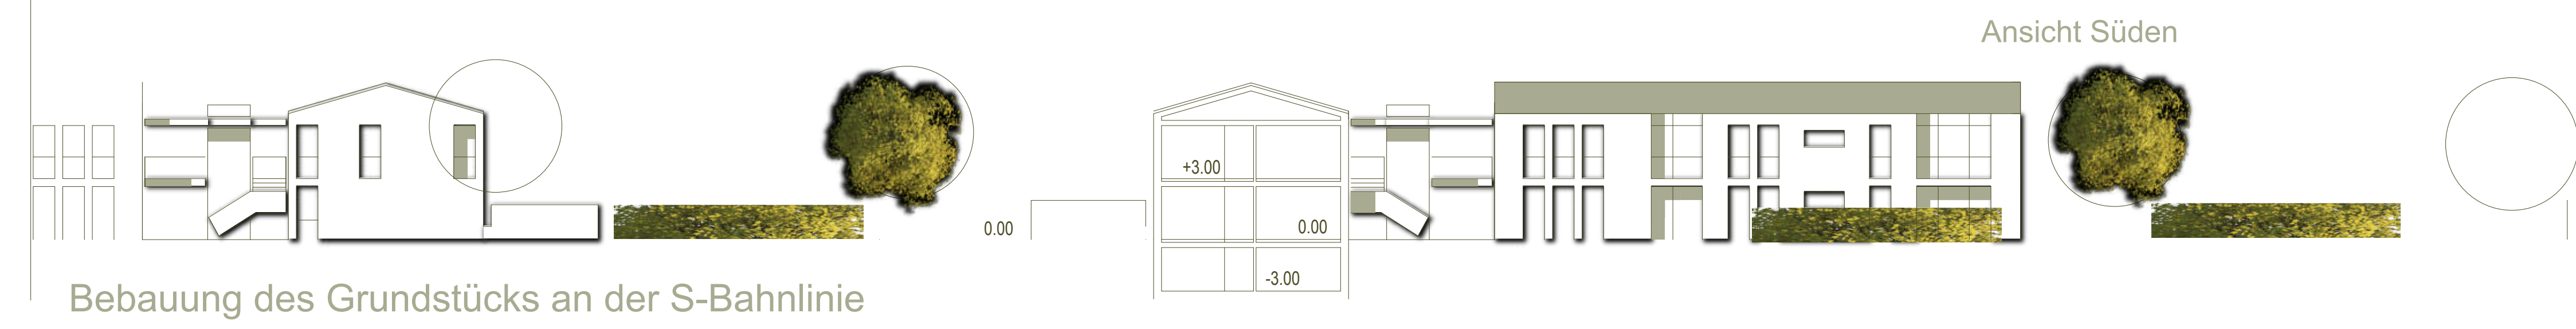 Ansicht Süden
+3.00
0.00
0.00
-3.00
Bebauung des Grundstücks an der S-Bahnlinie